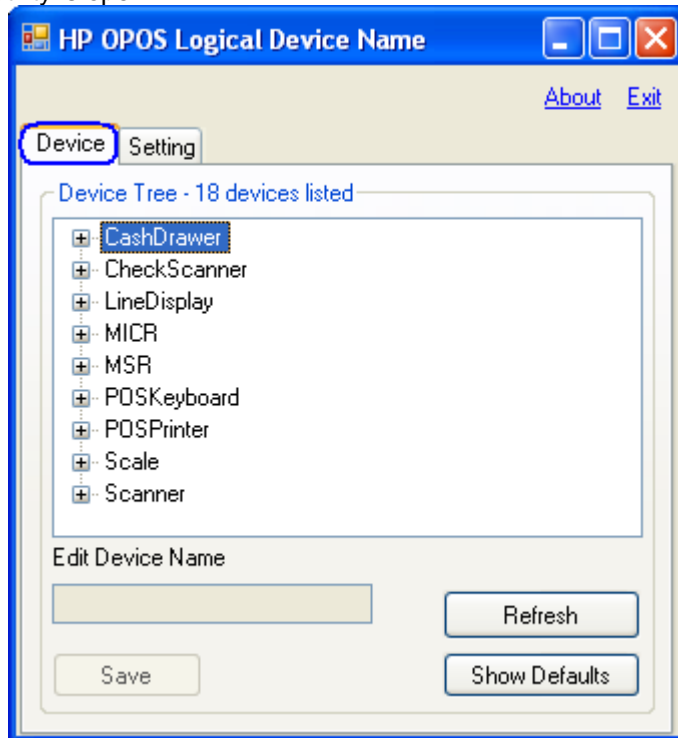 HP OPOS Logical Device Name
About Exit
Device Setting
Device Tree - 18 devices listed
CashDrawer
CheckScanner
LineDisplay
MICR
MSR
POSKeyboard
POSPrinter
Scale
Scanner
Edit Device Name
Refresh
Save Show Defaults